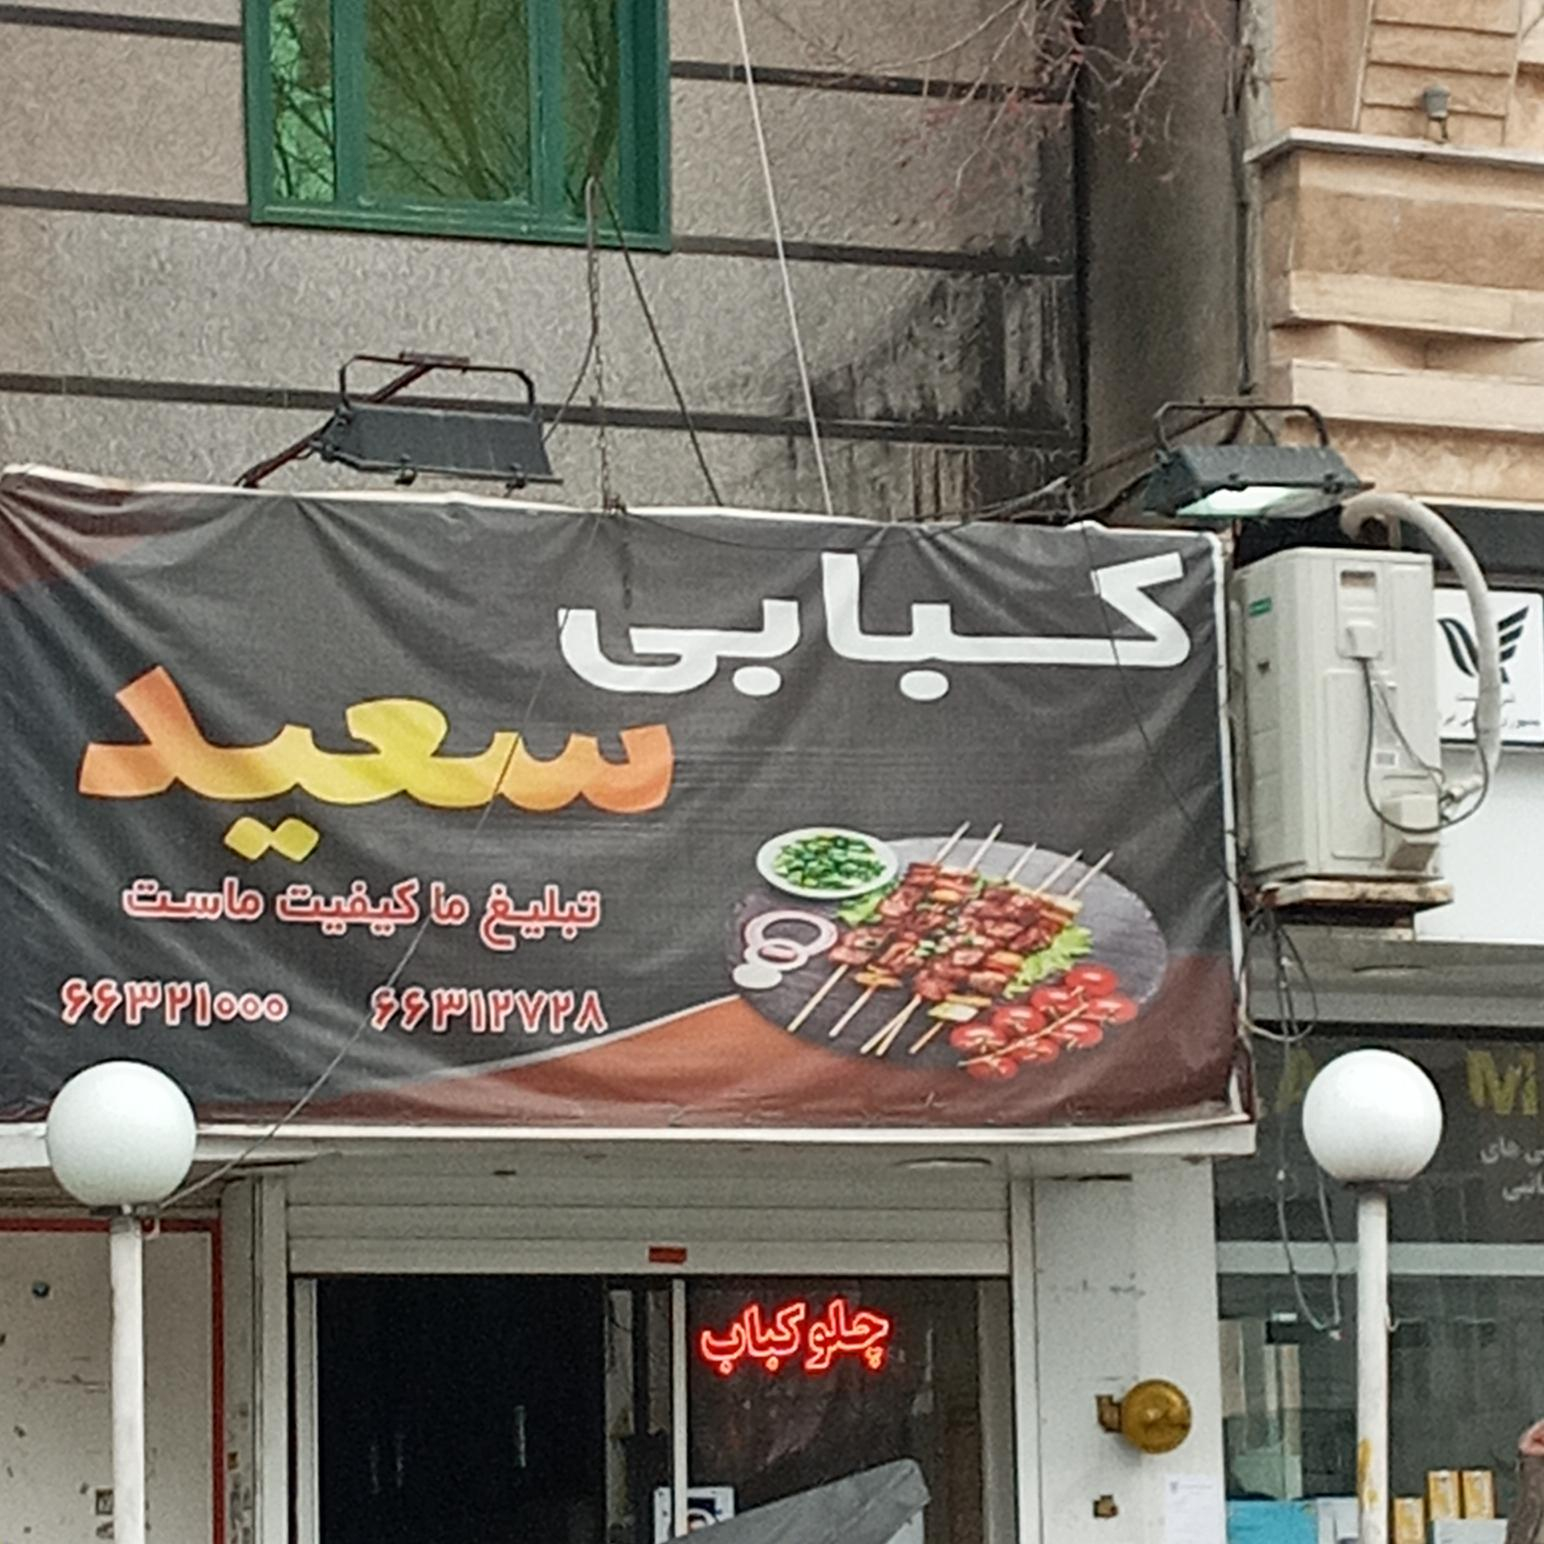 کبابی
سعید
تبلیغ ما کیفیت ماست
۶۶۳۱۲۷۲۸
۶۶۳۲۱۰۰۰
چلو کباب
M